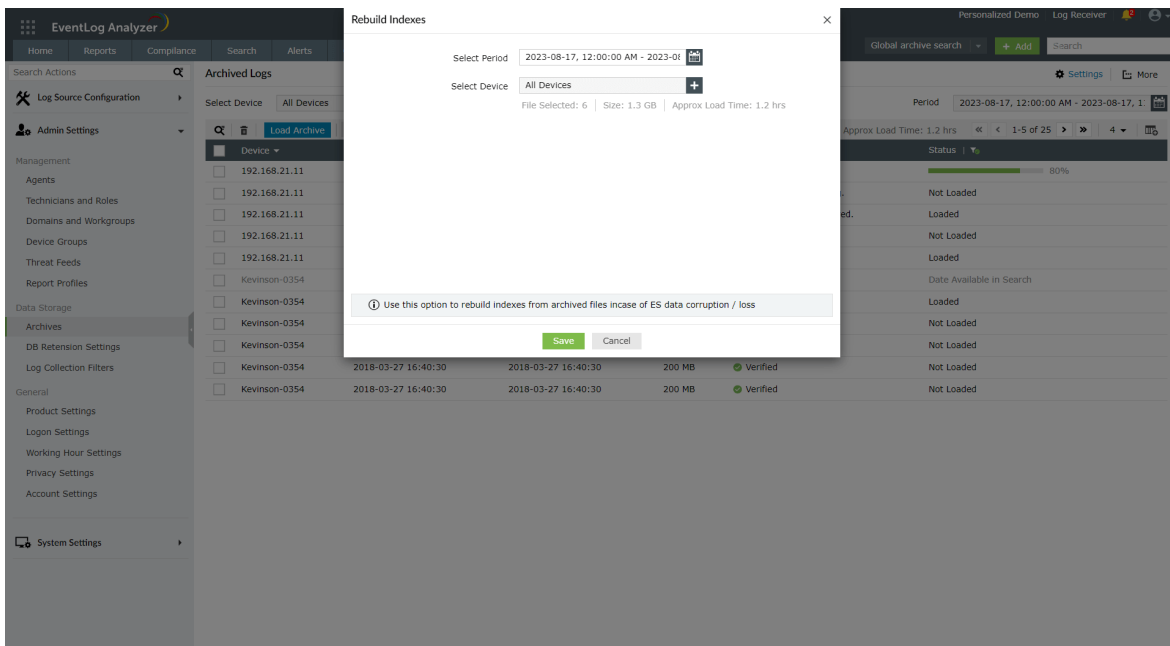 EventLog Analyzer
Personalized Demo Log Receiver 2
Home Reports Compilance Search Alerts
Global archive search + Add Search
Search Actions
Log Source Configuration
Admin Settings
Management
Agents
Technicians and Roles
Domains and Workgroups
Device Groups
Threat Feeds
Report Profiles
Data Storage
Archives
DB Retension Settings
Log Collection Filters
General
Product Settings
Logon Settings
Working Hour Settings
Privacy Settings
Account Settings
System Settings
Archived Logs
Settings More
Select Device All Devices
Period 2023-08-17, 12:00:00 AM - 2023-08-17, 1
Load Archive
Approx Load Time: 1.2 hrs 1-5 of 25 4
Device Status
192.168.21.11 80%
192.168.21.11 Not Loaded
192.168.21.11 ed. Loaded
192.168.21.11 Not Loaded
192.168.21.11 Loaded
Kevinson-0354 Date Available in Search
Kevinson-0354 Loaded
Kevinson-0354 Not Loaded
Kevinson-0354 Not Loaded
Kevinson-0354 2018-03-27 16:40:30 2018-03-27 16:40:30 200 MB Verified Not Loaded
Kevinson-0354 2018-03-27 16:40:30 2018-03-27 16:40:30 200 MB Verified Not Loaded
Rebuild Indexes
Select Period 2023-08-17, 12:00:00 AM - 2023-08
Select Device All Devices +
File Selected: 6 | Size: 1.3 GB | Approx Load Time: 1.2 hrs
Use this option to rebuild indexes from archived files incase of ES data corruption / loss
Save Cancel